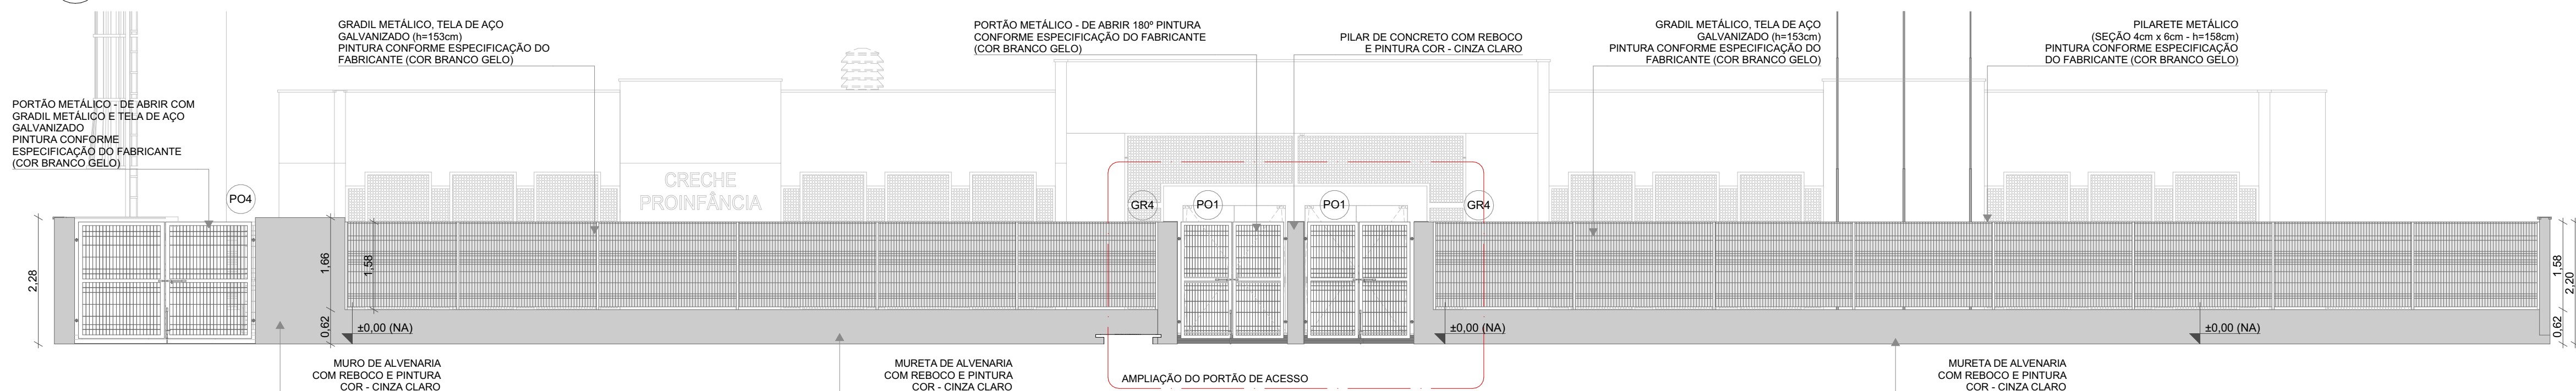 GRADIL METÁLICO, TELA DE AÇO
GALVANIZADO (h=153cm)
PINTURA CONFORME ESPECIFICAÇÃO DO
FABRICANTE (COR BRANCO GELO)
PORTÃO METÁLICO - DE ABRIR 180º PINTURA
CONFORME ESPECIFICAÇÃO DO FABRICANTE
(COR BRANCO GELO)
PILAR DE CONCRETO COM REBOCO
E PINTURA COR - CINZA CLARO
GRADIL METÁLICO, TELA DE AÇO
GALVANIZADO (h=153cm)
PINTURA CONFORME ESPECIFICAÇÃO DO
FABRICANTE (COR BRANCO GELO)
PILARETE METÁLICO
(SEÇÃO 4cm x 6cm - h=158cm)
PINTURA CONFORME ESPECIFICAÇÃO
DO FABRICANTE (COR BRANCO GELO)
PORTÃO METÁLICO - DE ABRIR COM
GRADIL METÁLICO E TELA DE AÇO
GALVANIZADO
PINTURA CONFORME
ESPECIFICAÇÃO DO FABRICANTE
(COR BRANCO GELO)
PO4
CRECHE
PROINFÂNCIA
GR4
PO1
PO1
GR4
2,28
1,66
0,62
1,58
1,58
0,62
2,20
±0,00 (NA)
±0,00 (NA)
±0,00 (NA)
MURO DE ALVENARIA
COM REBOCO E PINTURA
COR - CINZA CLARO
MURETA DE ALVENARIA
COM REBOCO E PINTURA
COR - CINZA CLARO
AMPLIAÇÃO DO PORTÃO DE ACESSO
MURETA DE ALVENARIA
COM REBOCO E PINTURA
COR - CINZA CLARO